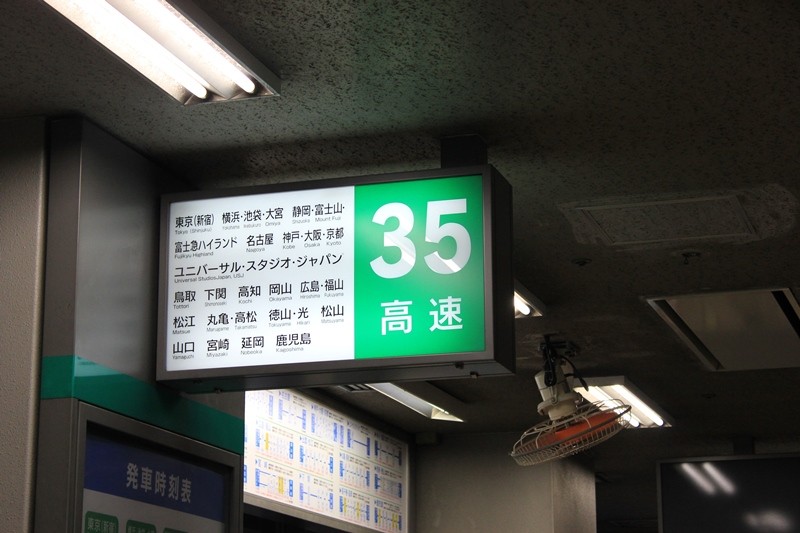 東京(新宿) 横浜・池袋・大宮 静岡・富士山・
Tokyo (Shinjuku) Yokohama Ikebukuro Omiya Shizuoka Mount Fuji
富士急ハイランド 名古屋 神戸・大阪・京都
Fujikyu Highland Nagoya Kobe Osaka Kyoto
ユニバーサル・スタジオ・ジャパン
Universal Studios Japan, USJ
鳥取 下関 高知 岡山 広島・福山
Tottori Shimonoseki Kochi Okayama Hiroshima Fukuyama
松江 丸亀・高松 徳山・光 松山
Matsue Marugame Takamatsu Tokuyama Hikari Matsuyama
山口 宮崎 延岡 鹿児島
Yamaguchi Miyazaki Nobeoka Kagoshima
35
高速
発車時刻表
東京(新宿